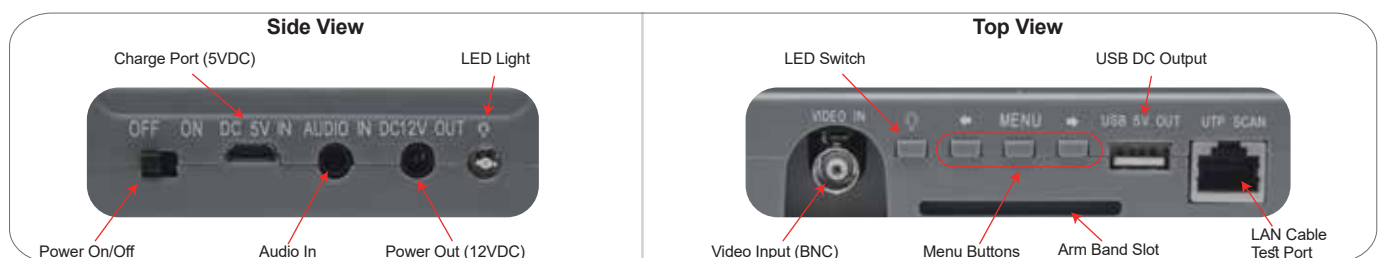 Side View
Charge Port (5VDC)
LED Light
OFF ON DC 5V IN AUDIO IN DC12V OUT
Power On/Off
Audio In
Power Out (12VDC)
Top View
LED Switch
USB DC Output
VIDEO IN MENU USB 5V OUT UTP SCAN
Video Input (BNC)
Menu Buttons
Arm Band Slot
LAN Cable
Test Port